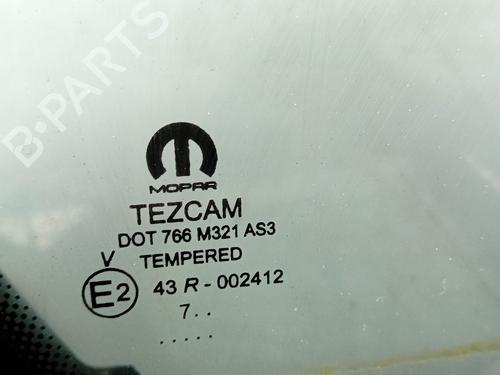 B-PARTS
MOPAR
TEZCAM
DOT 766 M321 AS3
V TEMPERED
E2 43 R - 002412
7 . .
. . . . .